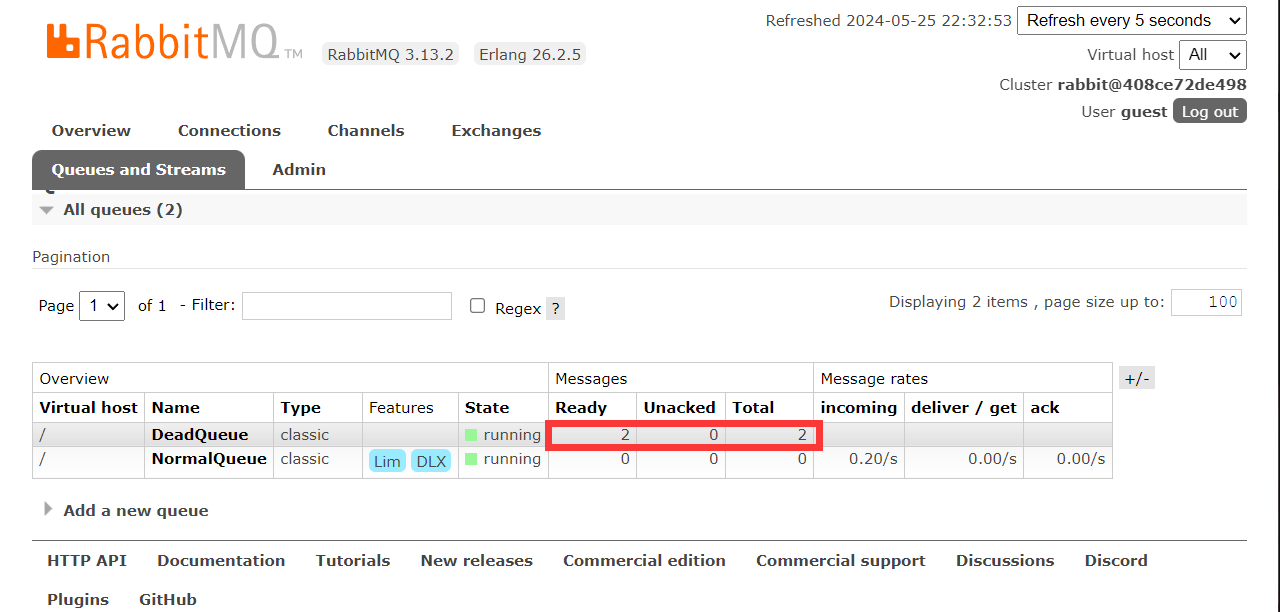 Refreshed 2024-05-25 22:32:53 Refresh every 5 seconds
RabbitMQ TM RabbitMQ 3.13.2 Erlang 26.2.5
Virtual host All
Cluster rabbit@408ce72de498
User guest Log out
Overview Connections Channels Exchanges
Queues and Streams Admin
All queues (2)
Pagination
Page 1 of 1 - Filter: Regex ? Displaying 2 items , page size up to: 100
Overview Messages Message rates +/-
Virtual host Name Type Features State Ready Unacked Total incoming deliver / get ack
/ DeadQueue classic running 2 0 2
/ NormalQueue classic Lim DLX running 0 0 0 0.20/s 0.00/s 0.00/s
Add a new queue
HTTP API Documentation Tutorials New releases Commercial edition Commercial support Discussions Discord
Plugins GitHub